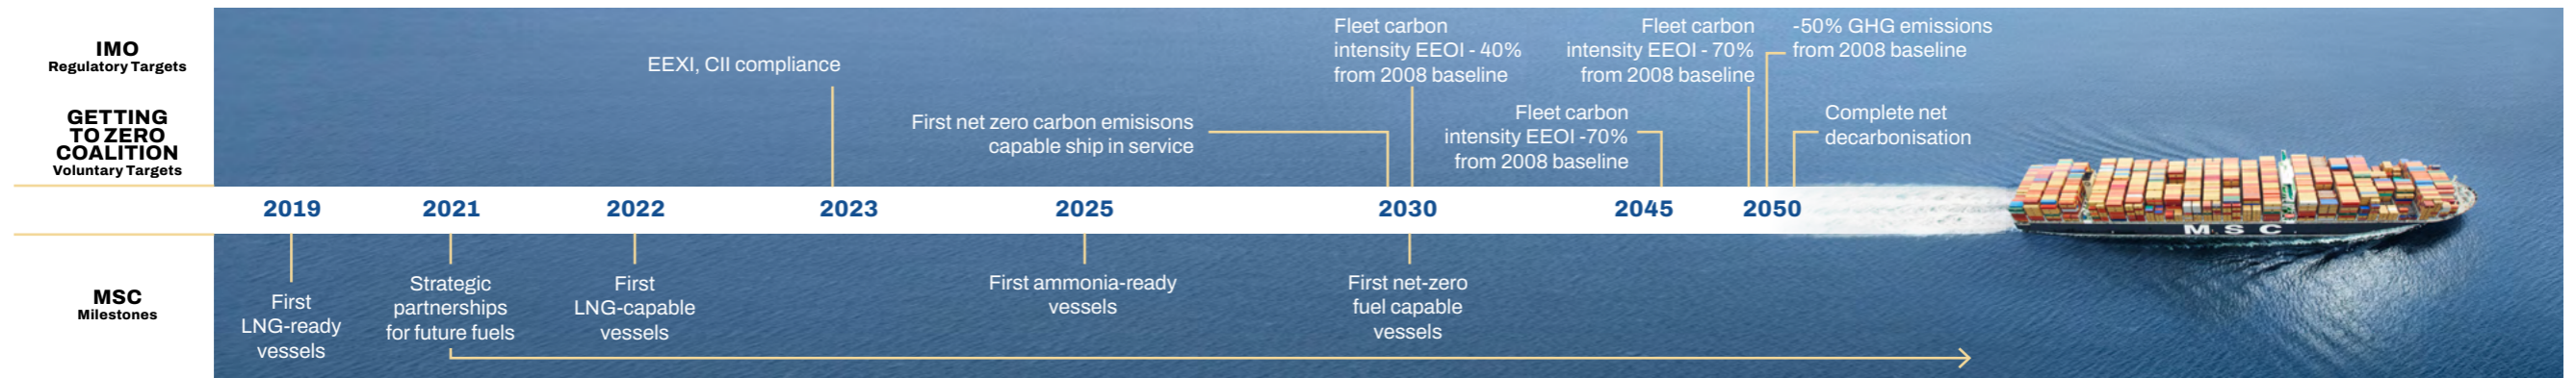 IMO
Regulatory Targets
GETTING
TO ZERO
COALITION
Voluntary Targets
EEXI, CII compliance
First net zero carbon emisisons
capable ship in service
Fleet carbon
intensity EEOI - 40%
from 2008 baseline
Fleet carbon
intensity EEOI -70%
from 2008 baseline
Fleet carbon
intensity EEOI - 70%
from 2008 baseline
-50% GHG emissions
from 2008 baseline
Complete net
decarbonisation
2019 2021 2022 2023 2025 2030 2045 2050
MSC
MSC
Milestones
First
LNG-ready
vessels
Strategic
partnerships
for future fuels
First
LNG-capable
vessels
First ammonia-ready
vessels
First net-zero
fuel capable
vessels